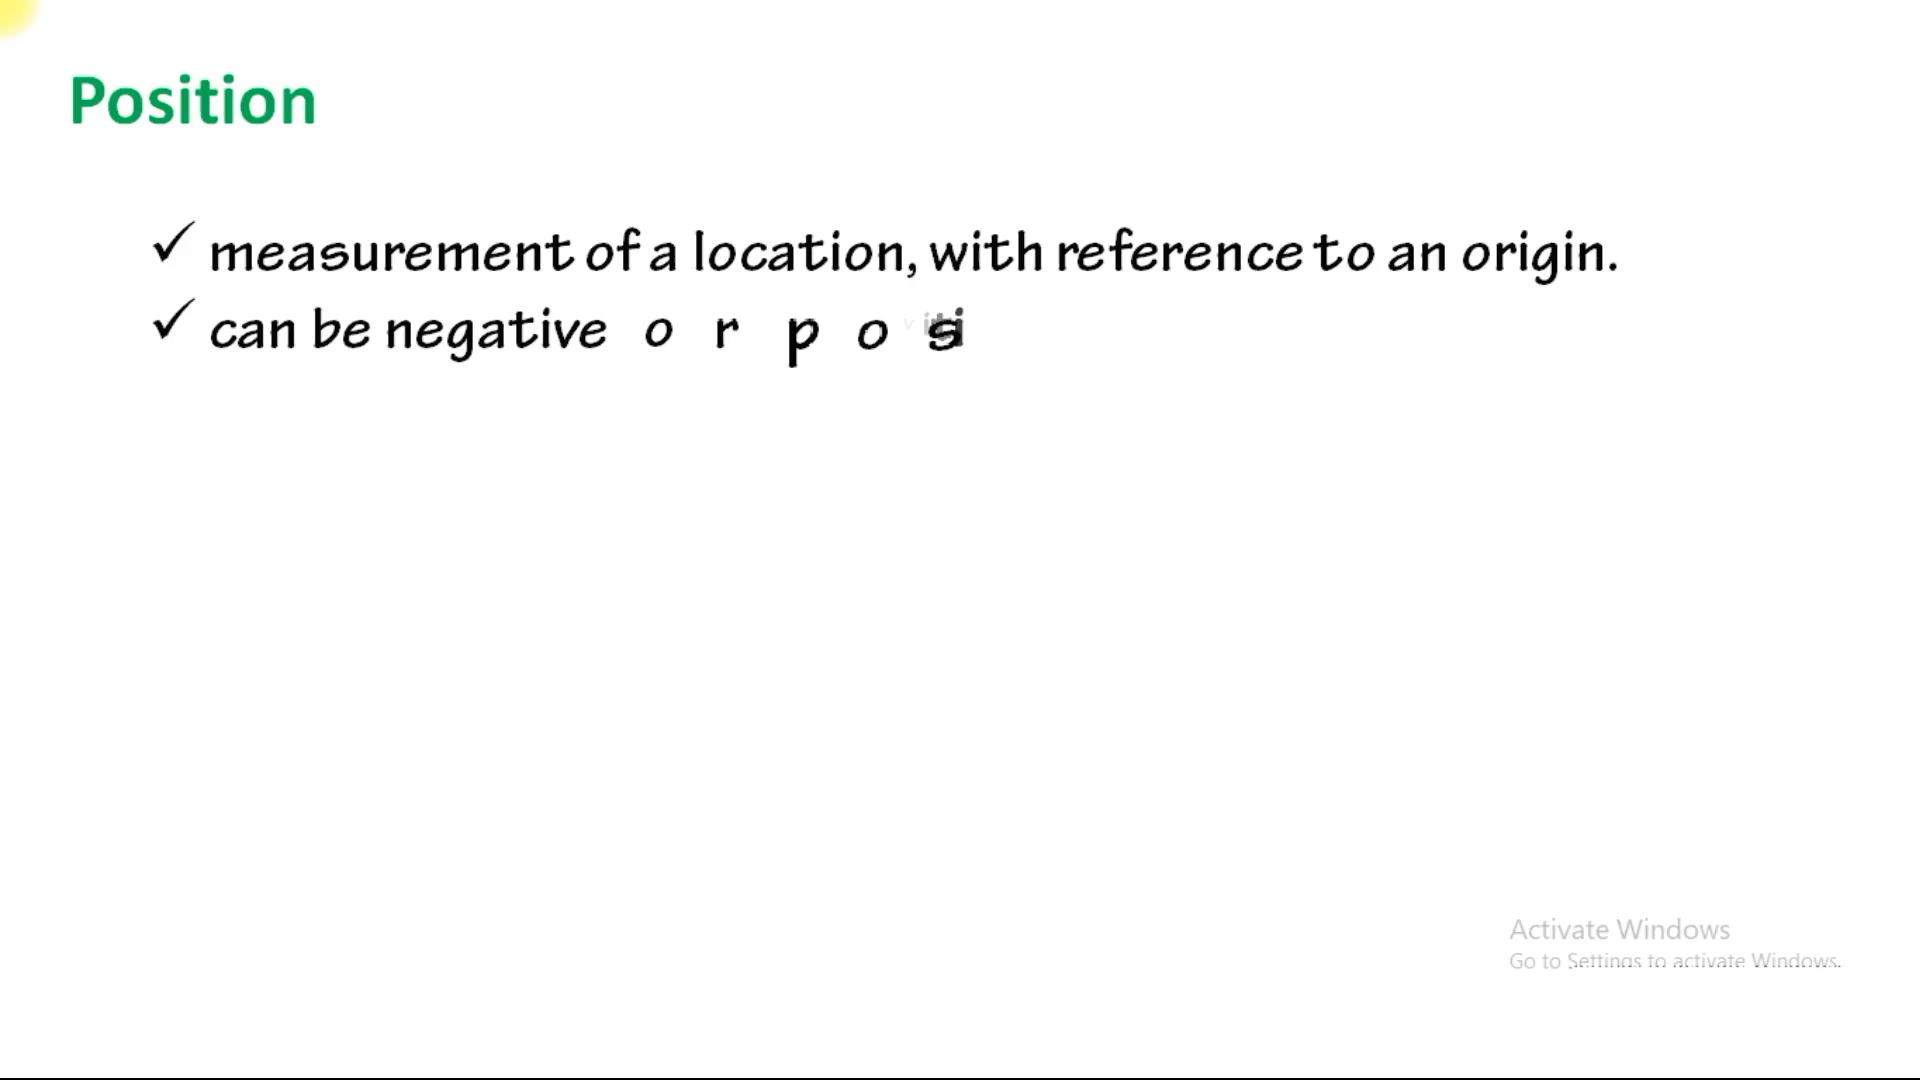 Position
✓ measurement of a location, with reference to an origin.
✓ can be negative o r p o s
Activate Windows
Go to Settings to activate Windows.